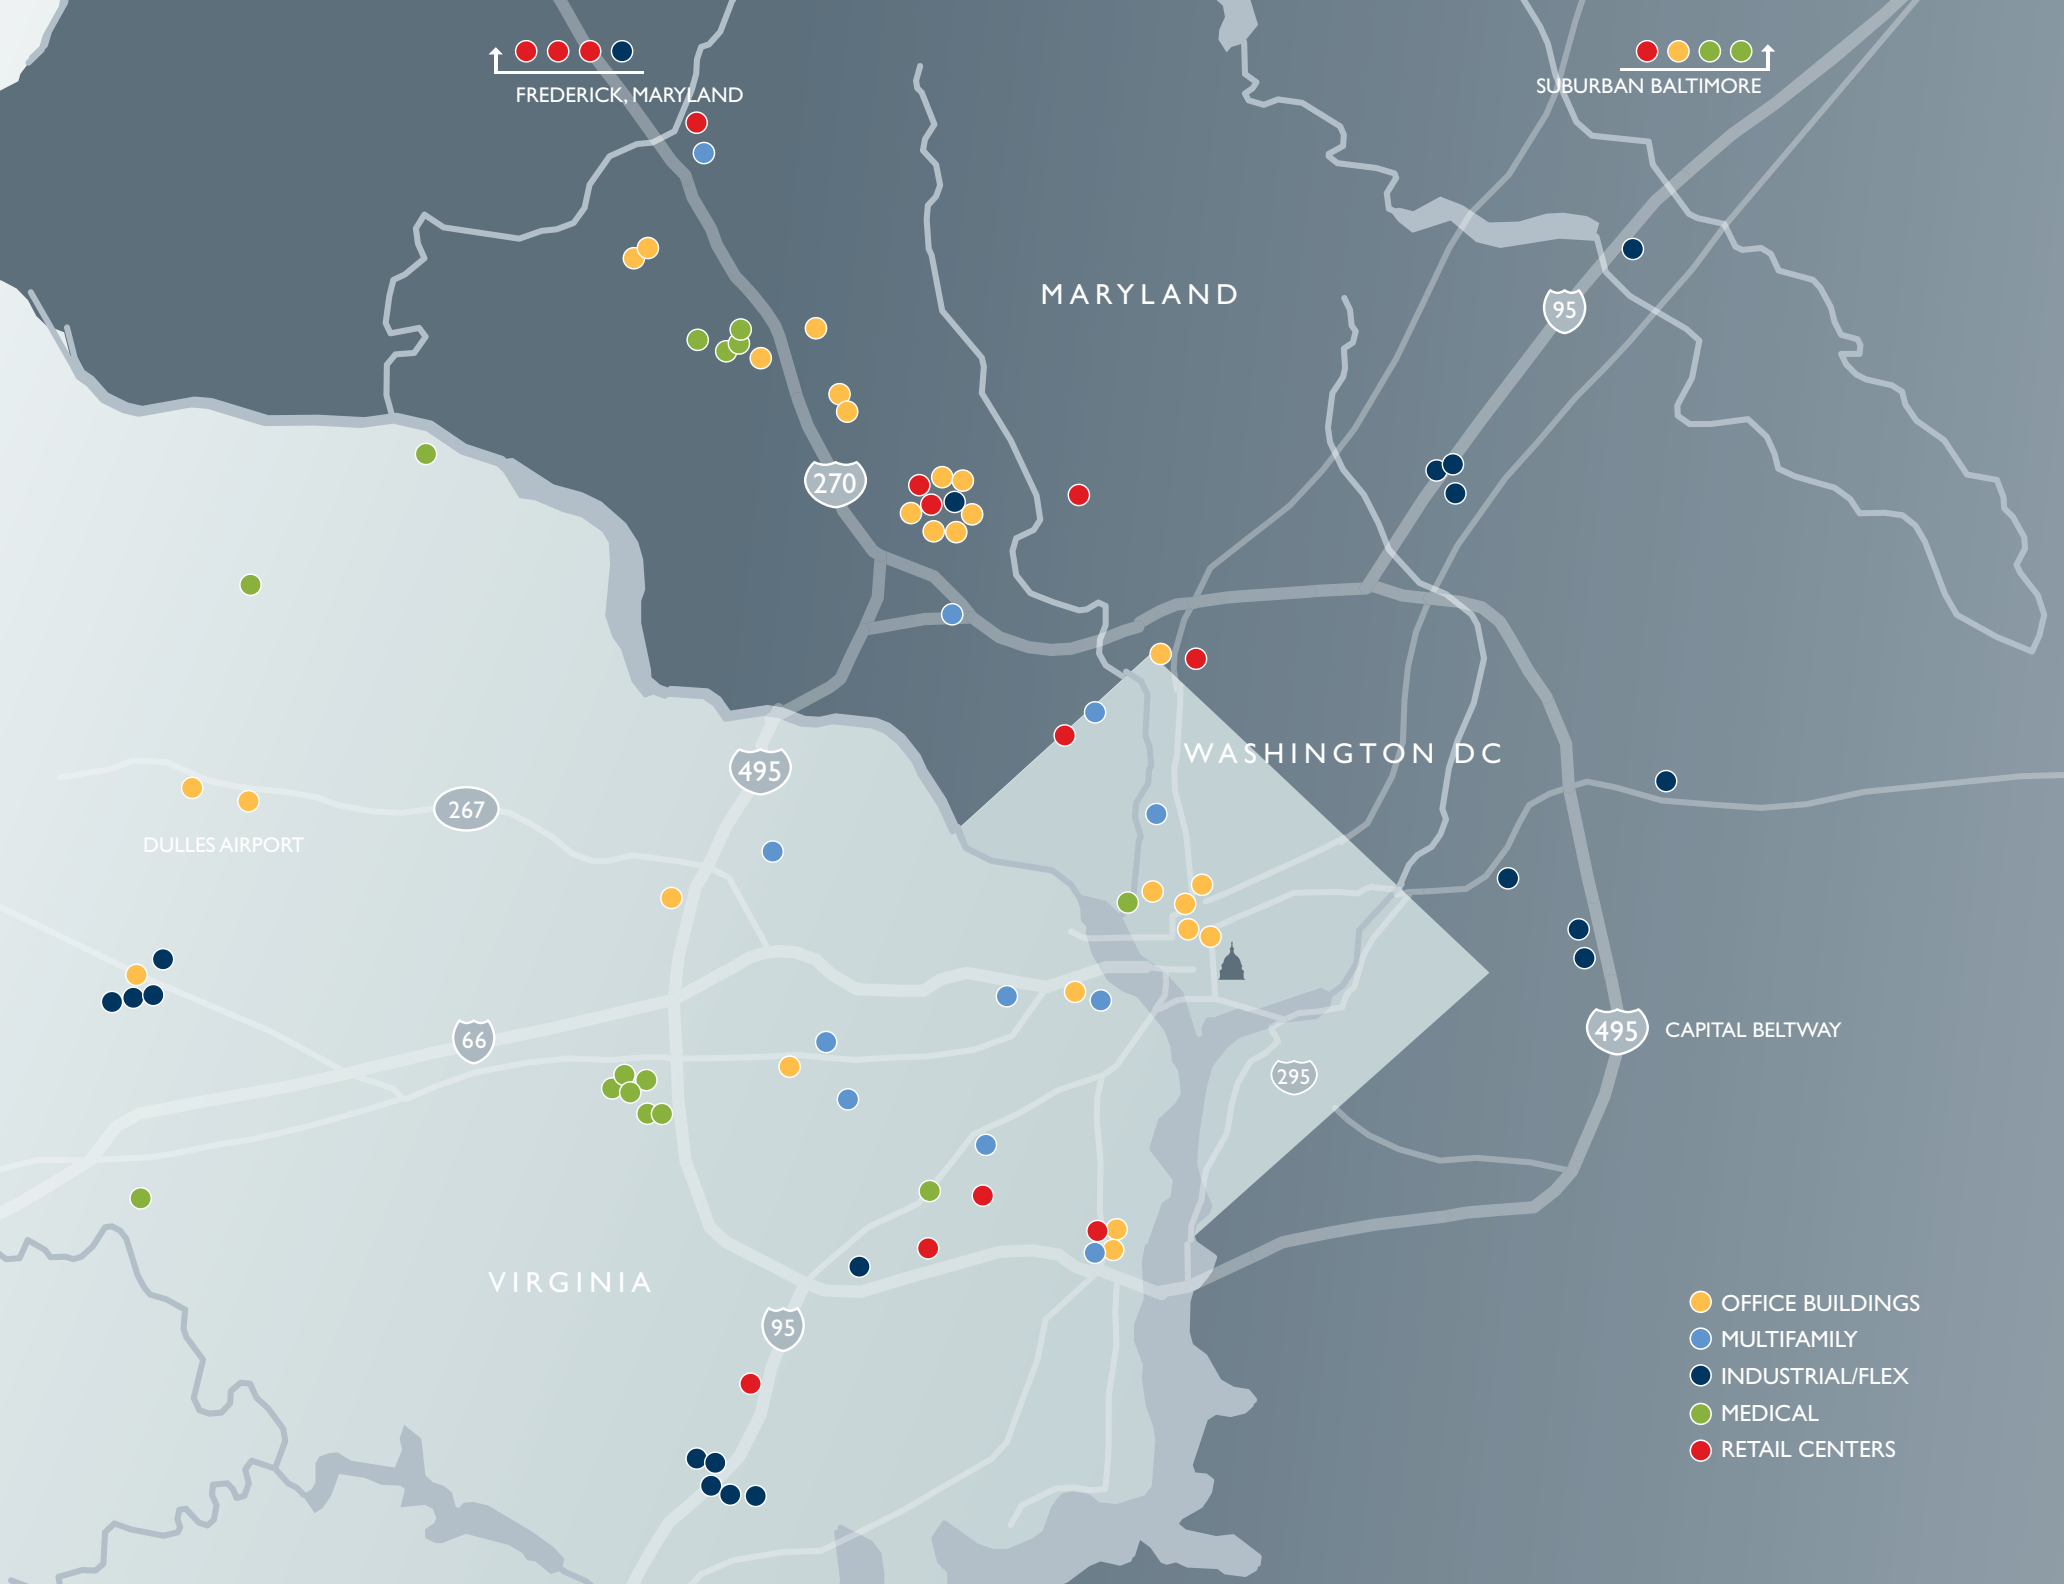 FREDERICK, MARYLAND
SUBURBAN BALTIMORE
MARYLAND
95
270
WASHINGTON DC
495
267
DULLES AIRPORT
66
495
CAPITAL BELTWAY
295
VIRGINIA
95
OFFICE BUILDINGS
MULTIFAMILY
INDUSTRIAL/FLEX
MEDICAL
RETAIL CENTERS